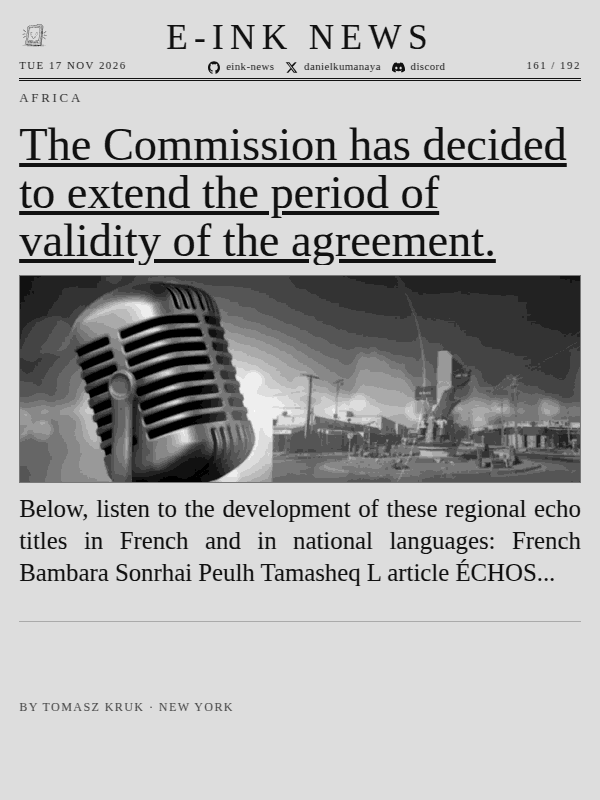 E-INK NEWS
TUE 17 NOV 2026
eink-news danielkumanaya discord
161 / 192
AFRICA
The Commission has decided
to extend the period of
validity of the agreement.
Below, listen to the development of these regional echo
titles in French and in national languages: French
Bambara Sonrhai Peulh Tamasheq L article ÉCHOS...
BY TOMASZ KRUK · NEW YORK